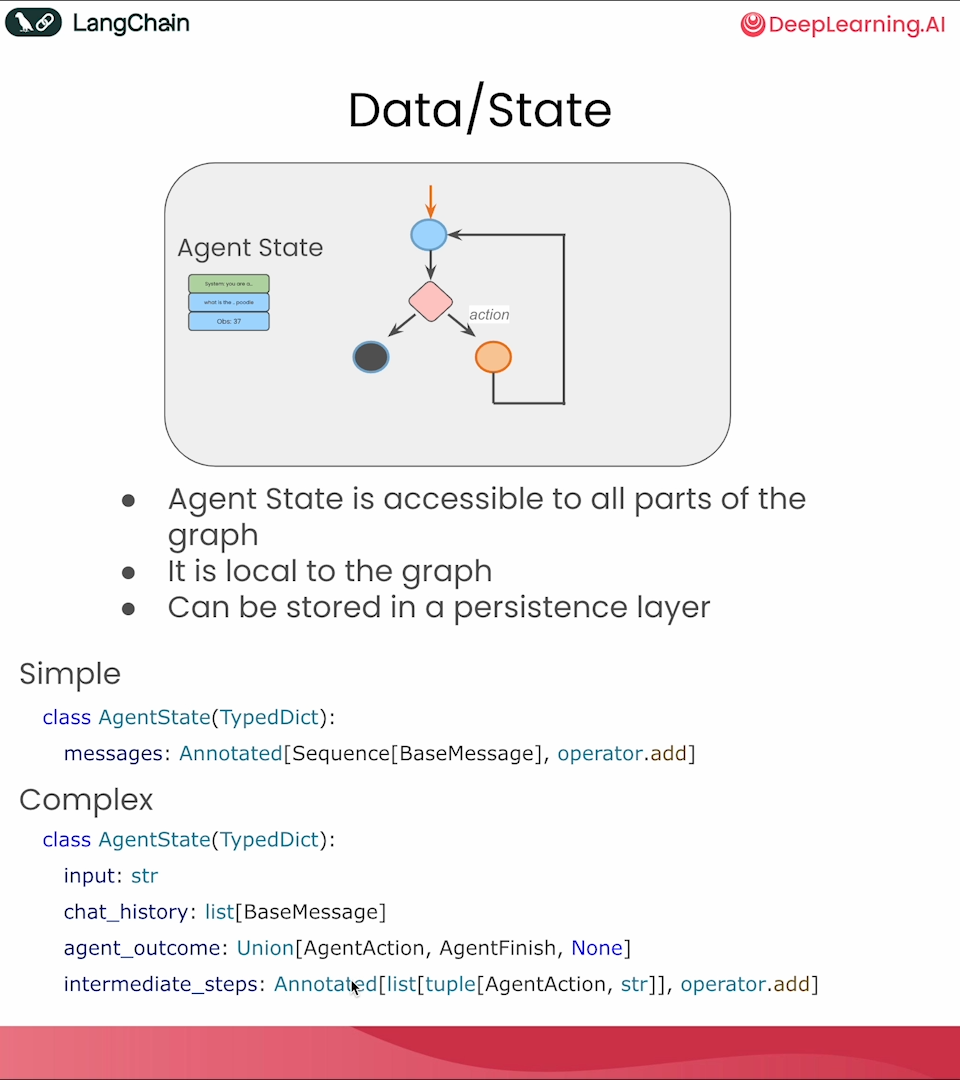 LangChain
DeepLearning.AI
Data/State
Agent State
System: you are a..
what is the .. poodle
Obs: 37
action
● Agent State is accessible to all parts of the
graph
● It is local to the graph
● Can be stored in a persistence layer
Simple
class AgentState(TypedDict):
messages: Annotated[Sequence[BaseMessage], operator.add]
Complex
class AgentState(TypedDict):
input: str
chat_history: list[BaseMessage]
agent_outcome: Union[AgentAction, AgentFinish, None]
intermediate_steps: Annotated[list[tuple[AgentAction, str]], operator.add]